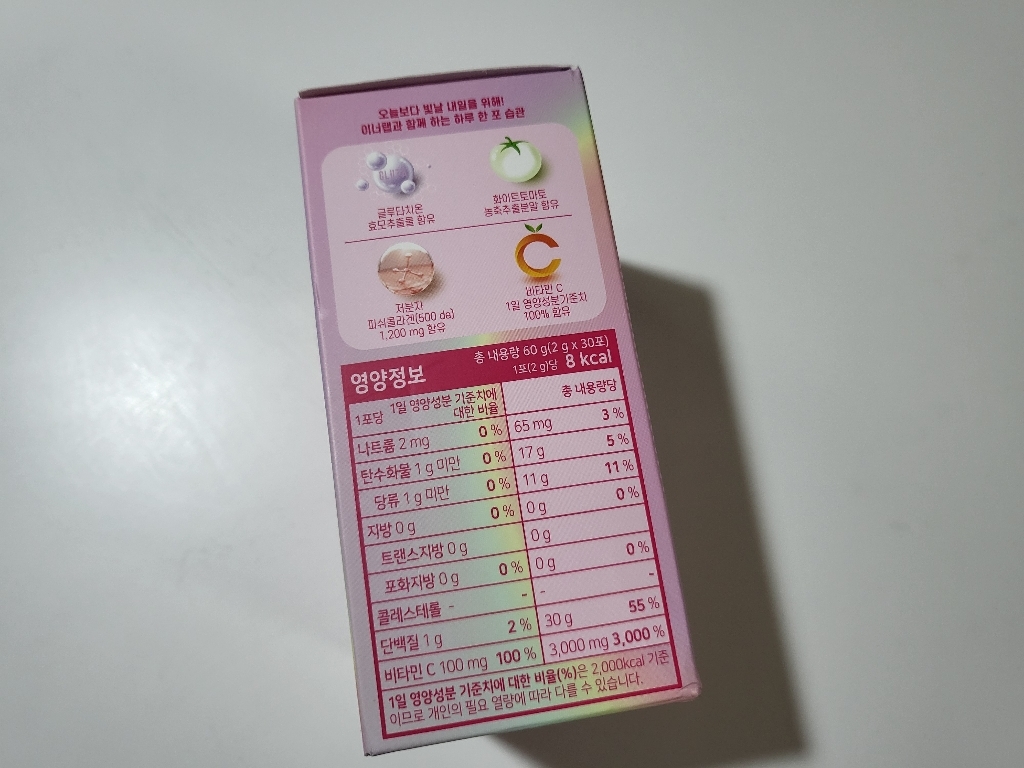 오늘보다 빛날 내일을 위해!
이너랩과 함께 하는 하루 한 포 습관
글루타치온
효모추출물 함유
화이트토마토
농축추출분말 함유
저분자
피쉬콜라겐(500 da)
1,200 mg 함유
C
비타민 C
1일 영양성분기준치
100% 함유
영양정보
총 내용량 60 g(2 g x 30포)
1포(2 g)당 8 kcal
1포당 1일 영양성분 기준치에 대한 비율 총 내용량당
나트륨 2 mg 0 % 65 mg 3 %
탄수화물 1 g 미만 0 % 17 g 5 %
당류 1 g 미만 0 % 11 g 11 %
지방 0 g 0 % 0 g 0 %
트랜스지방 0 g 0 g
포화지방 0 g 0 % 0 g 0 %
콜레스테롤 - - - -
단백질 1 g 2 % 30 g 55 %
비타민 C 100 mg 100 % 3,000 mg 3,000 %
1일 영양성분 기준치에 대한 비율(%)은 2,000kcal 기준
이므로 개인의 필요 열량에 따라 다를 수 있습니다.